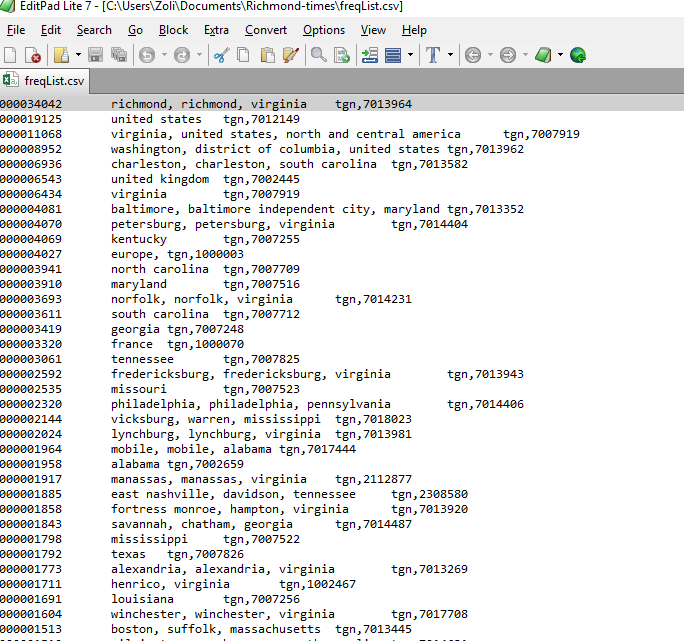 EditPad Lite 7 - [C:\Users\Zoli\Documents\Richmond-times\freqList.csv]
File Edit Search Go Block Extra Convert Options View Help
freqList.csv
000034042 richmond, richmond, virginia tgn,7013964
000019125 united states tgn,7012149
000011068 virginia, united states, north and central america tgn,7007919
000008952 washington, district of columbia, united states tgn,7013962
000006936 charleston, charleston, south carolina tgn,7013582
000006543 united kingdom tgn,7002445
000006434 virginia tgn,7007919
000004081 baltimore, baltimore independent city, maryland tgn,7013352
000004070 petersburg, petersburg, virginia tgn,7014404
000004069 kentucky tgn,7007255
000004027 europe, tgn,1000003
000003941 north carolina tgn,7007709
000003910 maryland tgn,7007516
000003693 norfolk, norfolk, virginia tgn,7014231
000003611 south carolina tgn,7007712
000003419 georgia tgn,7007248
000003320 france tgn,1000070
000003061 tennessee tgn,7007825
000002592 fredericksburg, fredericksburg, virginia tgn,7013943
000002535 missouri tgn,7007523
000002320 philadelphia, philadelphia, pennsylvania tgn,7014406
000002144 vicksburg, warren, mississippi tgn,7018023
000002024 lynchburg, lynchburg, virginia tgn,7013981
000001964 mobile, mobile, alabama tgn,7017444
000001958 alabama tgn,7002659
000001917 manassas, manassas, virginia tgn,2112877
000001885 east nashville, davidson, tennessee tgn,2308580
000001858 fortress monroe, hampton, virginia tgn,7013920
000001843 savannah, chatham, georgia tgn,7014487
000001798 mississippi tgn,7007522
000001792 texas tgn,7007826
000001773 alexandria, alexandria, virginia tgn,7013269
000001711 henrico, virginia tgn,1002467
000001691 louisiana tgn,7007256
000001604 winchester, winchester, virginia tgn,7017708
000001513 boston, suffolk, massachusetts tgn,7013445